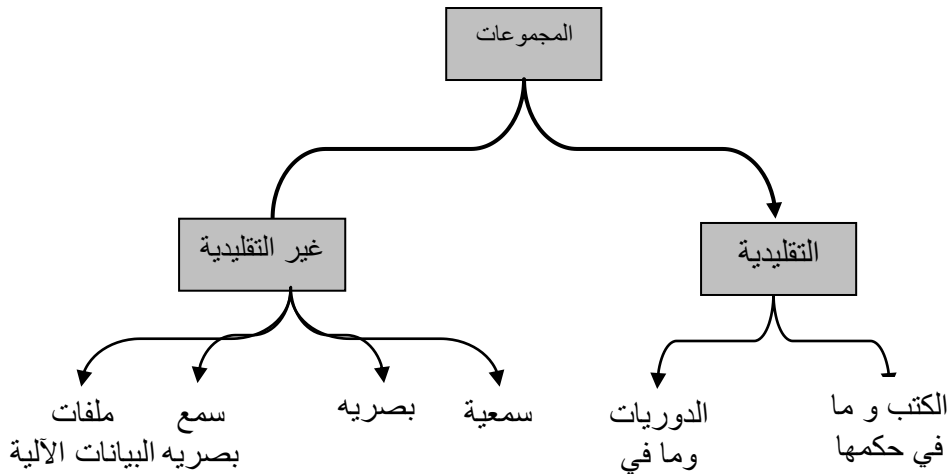 المجموعات
التقليدية
غير التقليدية
الكتب و ما
في حكمها
الدوريات
وما في
سمعية
بصريه
سمع
بصريه
ملفات
البيانات الآلية